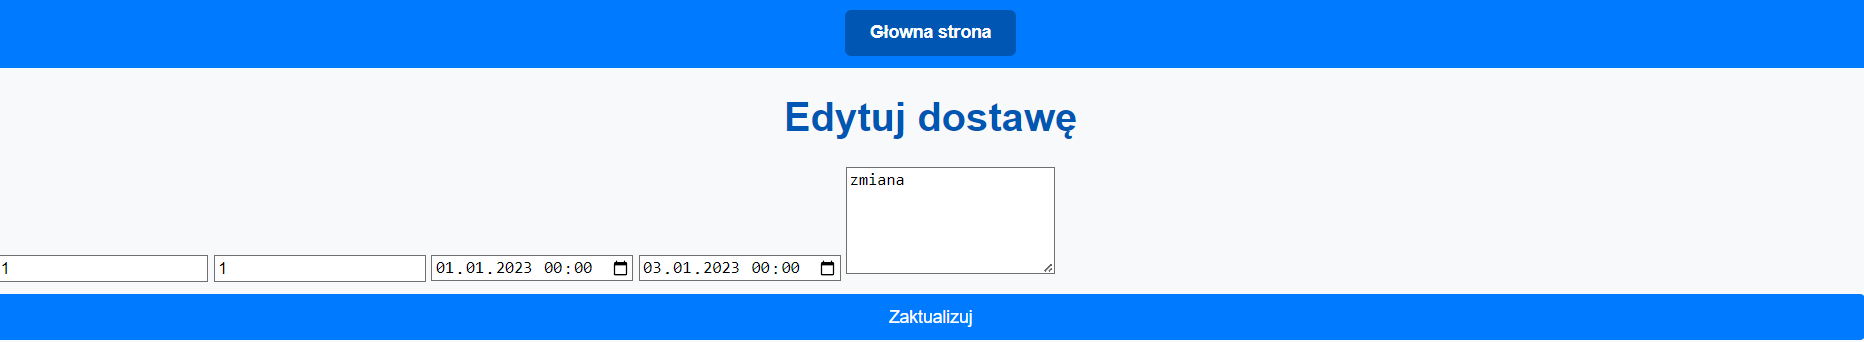 Głowna strona
Edytuj dostawę
zmiana
1 1 01.01.2023 00:00 03.01.2023 00:00
Zaktualizuj